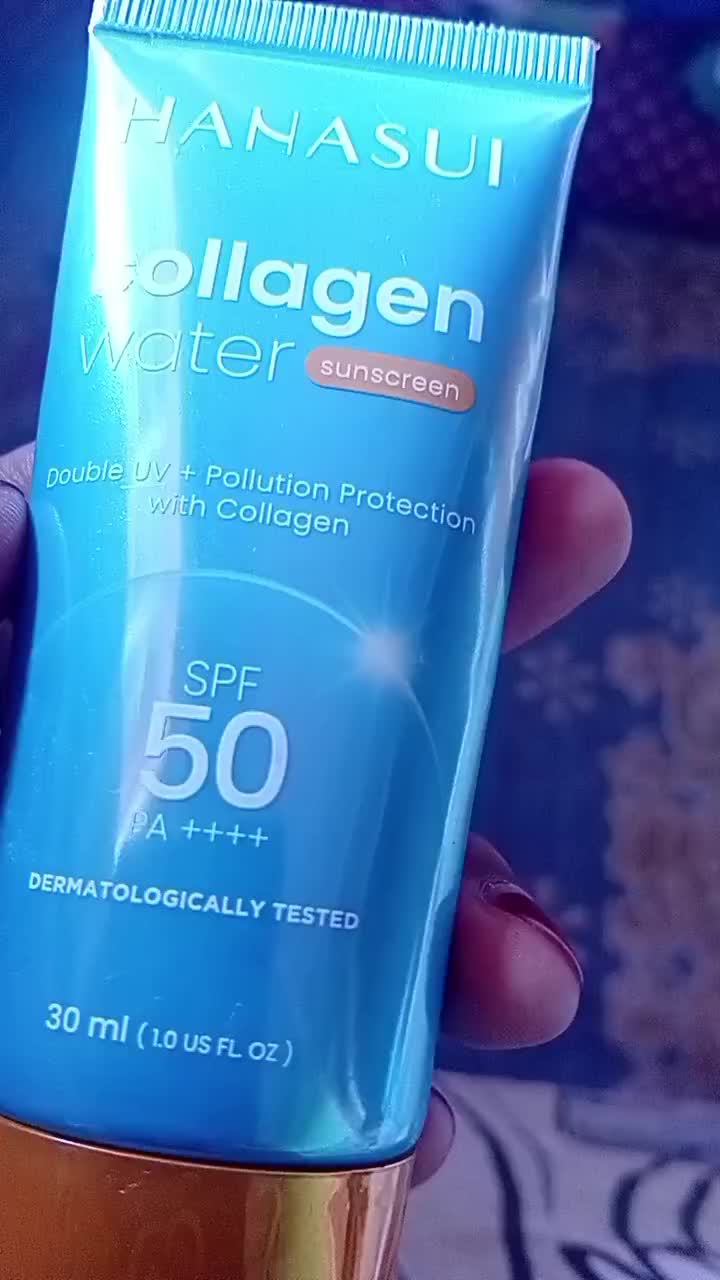 HANASUI
collagen
water sunscreen
Double UV + Pollution Protection
with Collagen
SPF
50
PA ++++
DERMATOLOGICALLY TESTED
30 ml ( 1.0 US FL OZ )